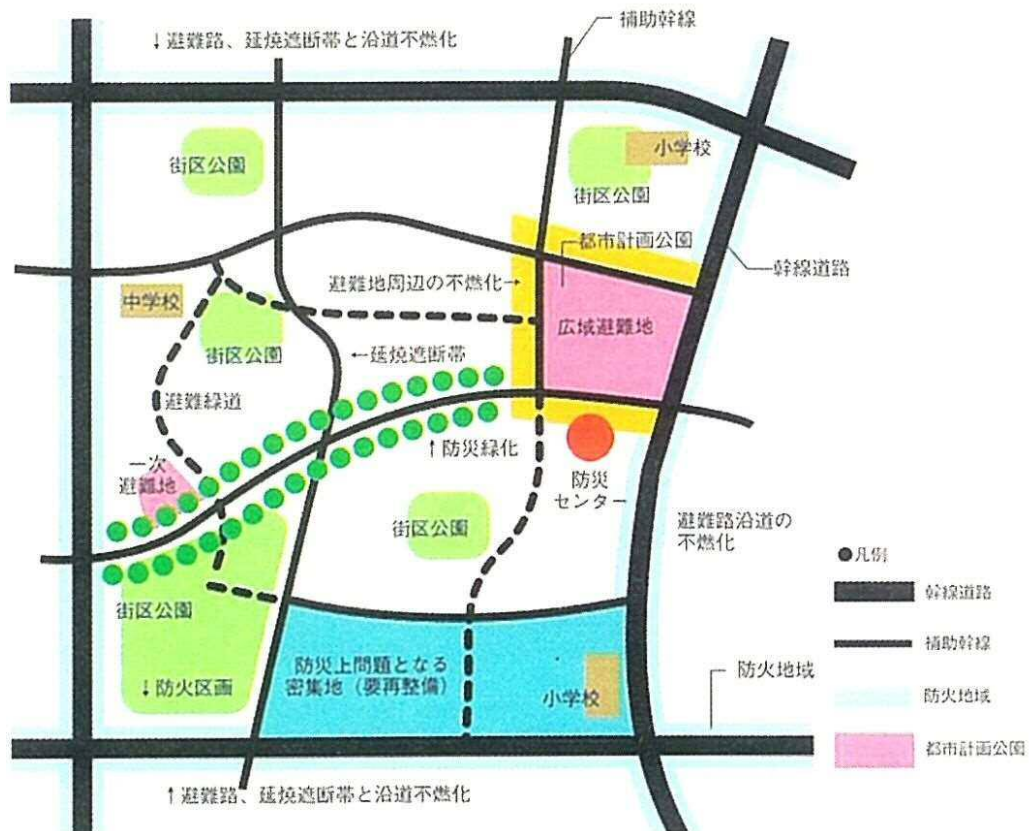 補助幹線
↓避難路、延焼遮断帯と沿道不燃化
小学校
街区公園
街区公園
都市計画公園
幹線道路
避難地周辺の不燃化→
中学校
広域避難地
街区公園
←延焼遮断帯
避難緑道
↑防災緑化
一次
避難地
防災
センター
街区公園
避難路沿道の
不燃化
●凡例
幹線道路
街区公園
補助幹線
防災上問題となる
密集地(要再整備)
防火地域
↓防火区画
小学校
防火地域
都市計画公園
↑避難路、延焼遮断帯と沿道不燃化